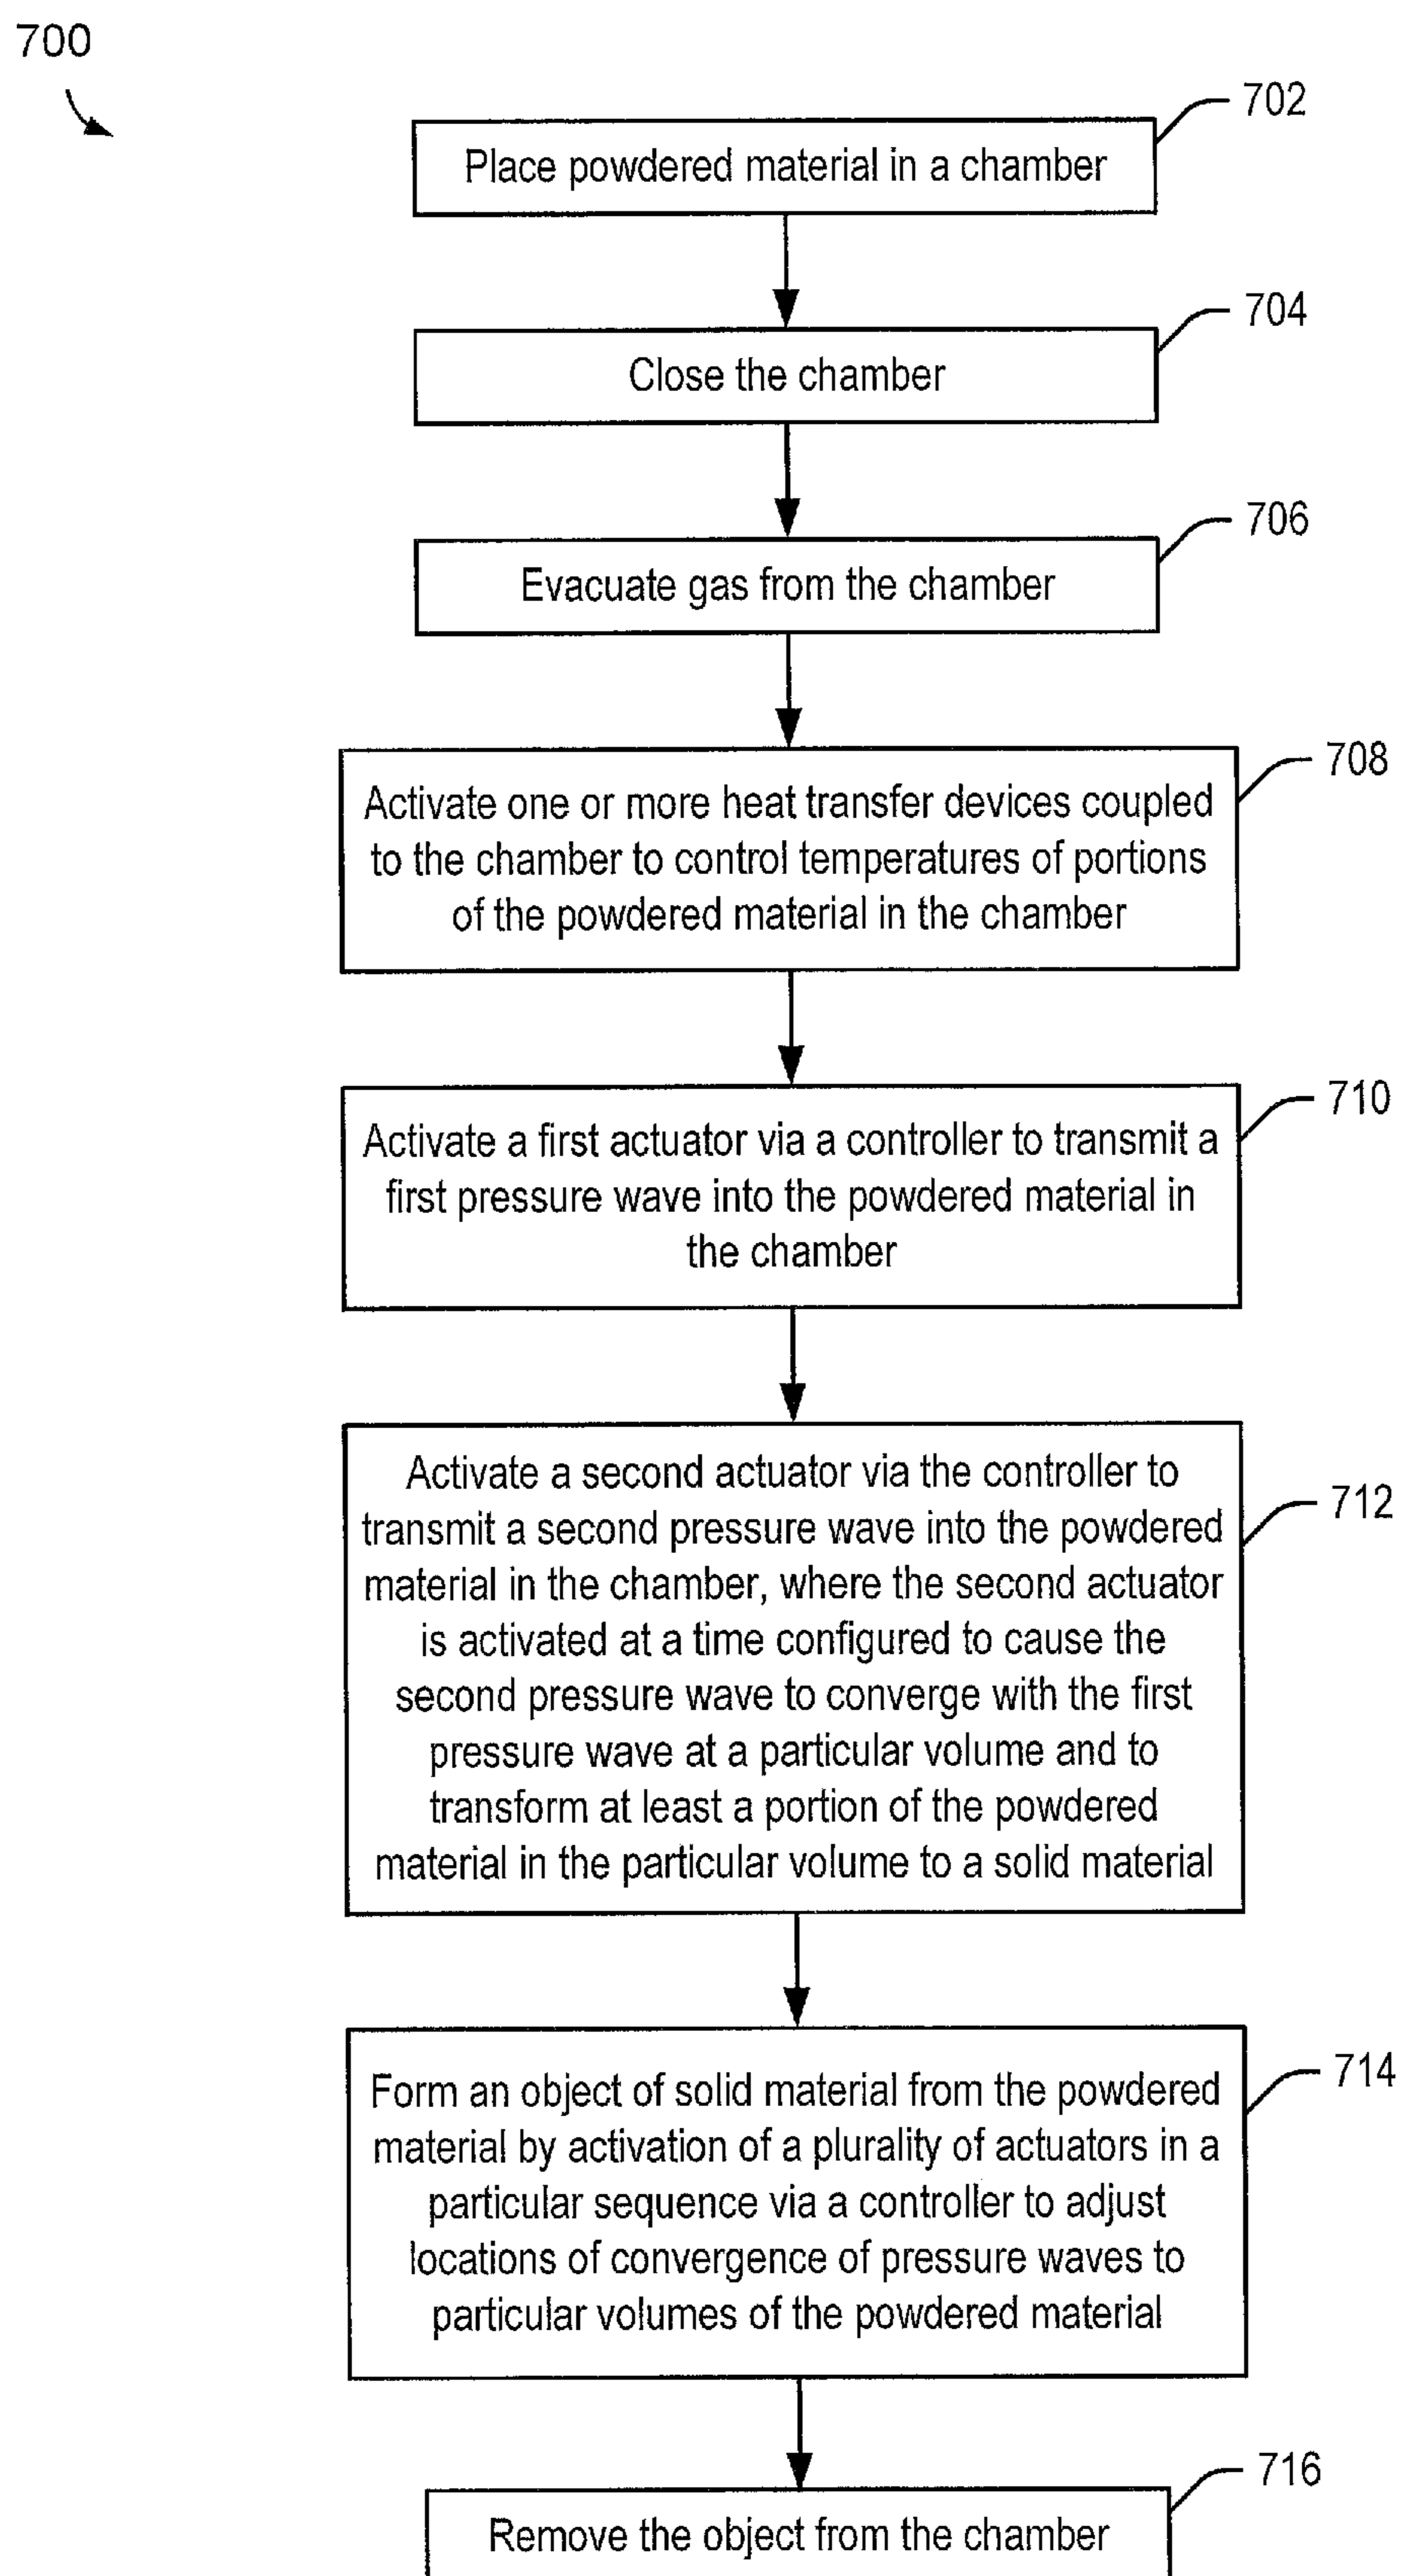 700
702
Place powdered material in a chamber
704
Close the chamber
706
Evacuate gas from the chamber
708
Activate one or more heat transfer devices coupled
to the chamber to control temperatures of portions
of the powdered material in the chamber
710
Activate a first actuator via a controller to transmit a
first pressure wave into the powdered material in
the chamber
712
Activate a second actuator via the controller to
transmit a second pressure wave into the powdered
material in the chamber, where the second actuator
is activated at a time configured to cause the
second pressure wave to converge with the first
pressure wave at a particular volume and to
transform at least a portion of the powdered
material in the particular volume to a solid material
714
Form an object of solid material from the powdered
material by activation of a plurality of actuators in a
particular sequence via a controller to adjust
locations of convergence of pressure waves to
particular volumes of the powdered material
716
Remove the object from the chamber